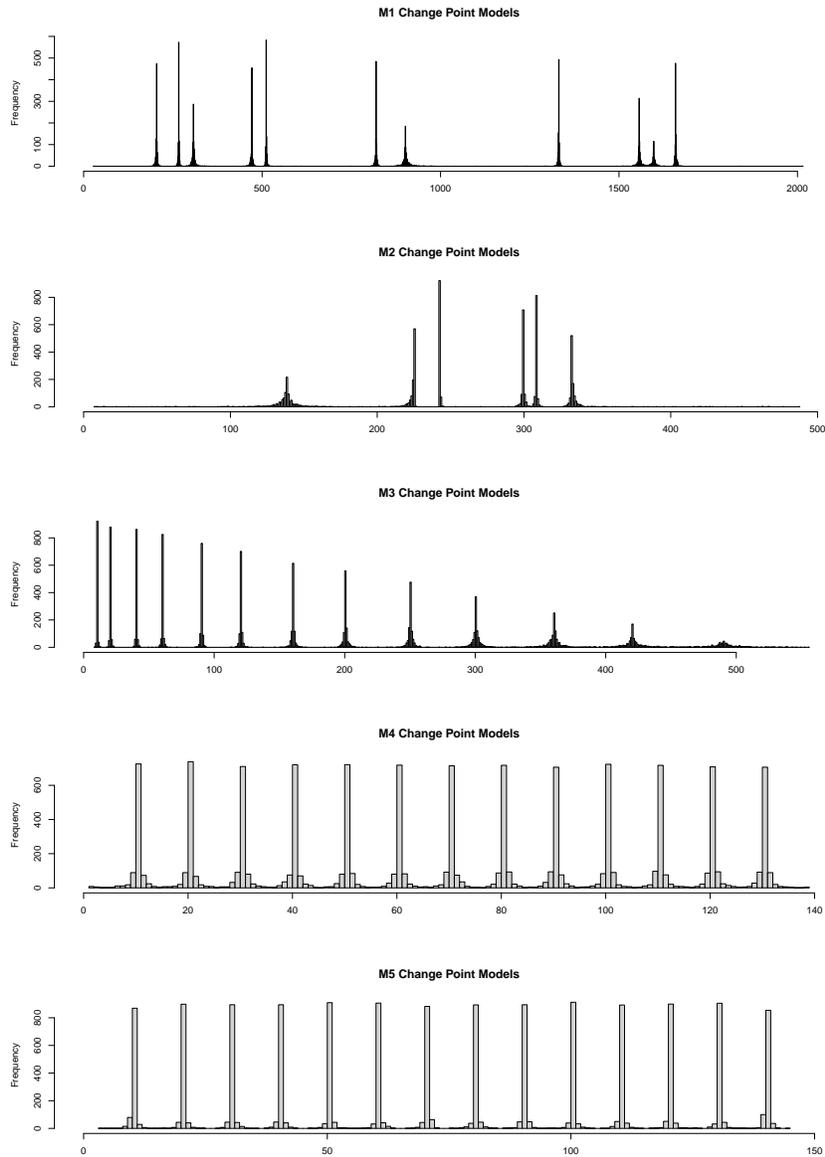 M1 Change Point Models
Frequency
0 100 300 500
0 500 1000 1500 2000
M2 Change Point Models
Frequency
0 200 400 600 800
0 100 200 300 400 500
M3 Change Point Models
Frequency
0 200 400 600 800
0 100 200 300 400 500
M4 Change Point Models
Frequency
0 200 400 600
0 20 40 60 80 100 120 140
M5 Change Point Models
Frequency
0 200 400 600 800
0 50 100 150